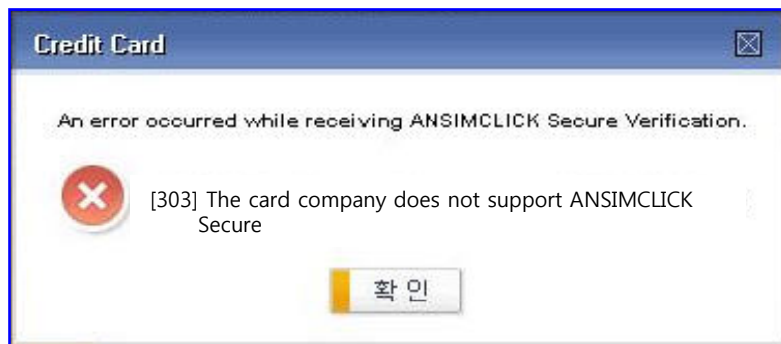 Credit Card
An error occurred while receiving ANSIMCLICK Secure Verification.
[303] The card company does not support ANSIMCLICK
Secure
확 인